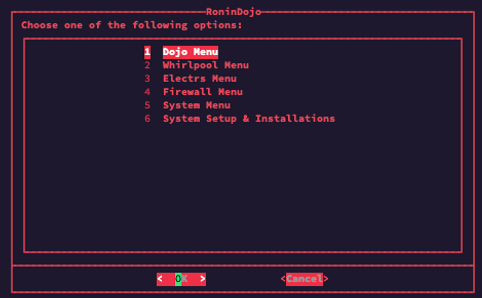 RoninDojo
Choose one of the following options:
1 Dojo Menu
2 Whirlpool Menu
3 Electrs Menu
4 Firewall Menu
5 System Menu
6 System Setup & Installations
< OK > <Cancel>